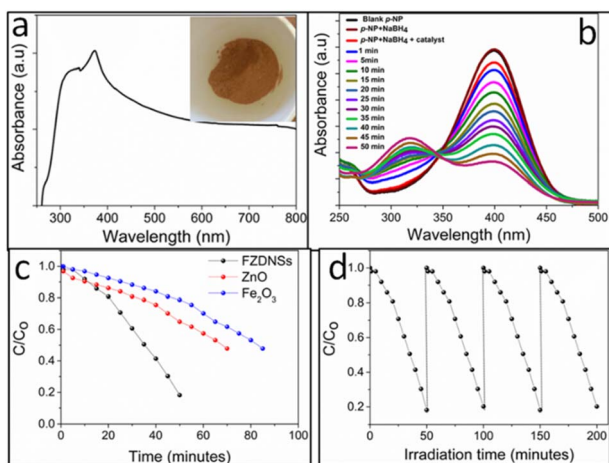 a
Absorbance (a.u)
300 400 500 600 700 800
Wavelength (nm)
b
Absorbance (a.u)
Blank p-NP
p-NP+NaBH₄
p-NP+NaBH₄ + catalyst
1 min
5min
10 min
15 min
20 min
25 min
30 min
35 min
40 min
45 min
50 min
250 300 350 400 450 500
Wavelength (nm)
c
FZDNSs
ZnO
Fe₂O₃
C/C₀
1.0
0.8
0.6
0.4
0.2
0.0
0 20 40 60 80 100
Time (minutes)
d
C/C₀
1.0
0.8
0.6
0.4
0.2
0 50 100 150 200
Irradiation time (minutes)